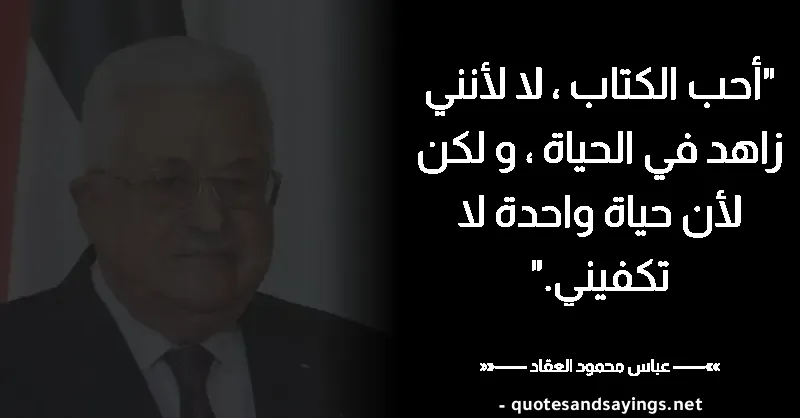 "أحب الكتاب ، لا لأنني
زاهد في الحياة ، و لكن
لأن حياة واحدة لا
تكفيني."
»»—— عباس محمود العقاد ——««
- quotesandsayings.net